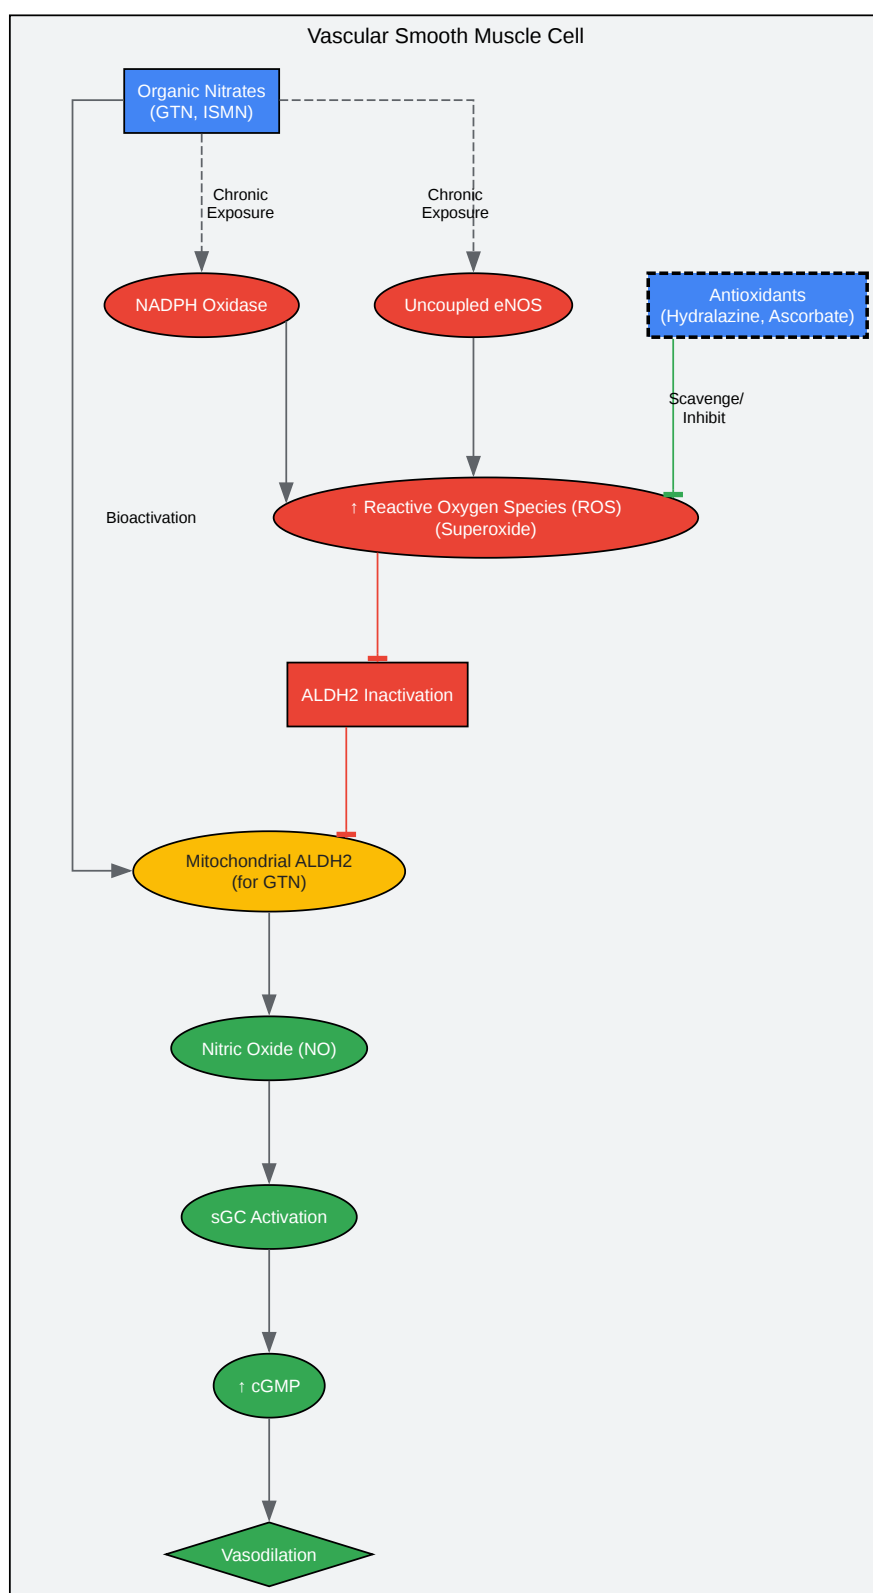 Vascular Smooth Muscle Cell
Organic Nitrates
(GTN, ISMN)
Chronic
Exposure
Chronic
Exposure
NADPH Oxidase
Uncoupled eNOS
Antioxidants
(Hydralazine, Ascorbate)
Scavenge/
Inhibit
Bioactivation
↑ Reactive Oxygen Species (ROS)
(Superoxide)
ALDH2 Inactivation
Mitochondrial ALDH2
(for GTN)
Nitric Oxide (NO)
sGC Activation
↑ cGMP
Vasodilation